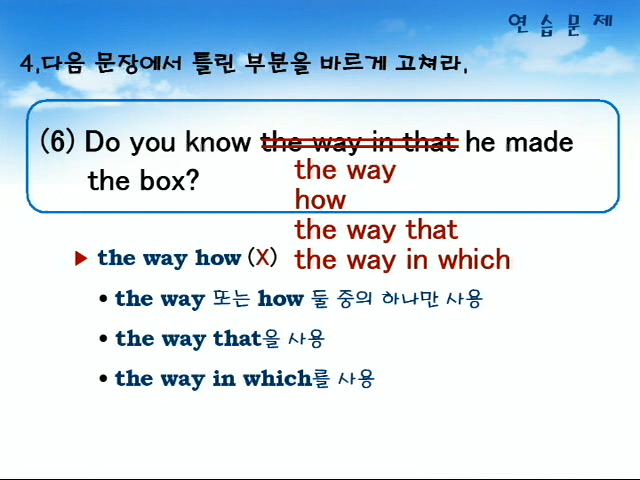 연 습 문 제
4.다음 문장에서 틀린 부분을 바르게 고쳐라.
(6) Do you know the way in that he made
the box?
the way
how
the way that
the way in which
▶ the way how (X)
• the way 또는 how 둘 중의 하나만 사용
• the way that을 사용
• the way in which를 사용